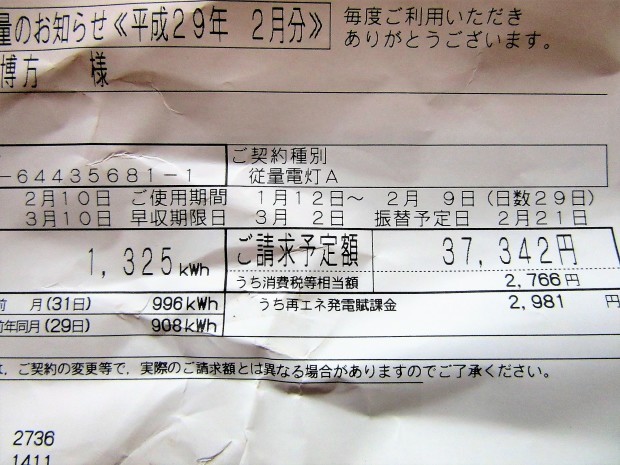 量のお知らせ≪平成29年 2月分≫
毎度ご利用いただき
ありがとうございます。
博方 様
ご契約種別
-64435681-1 従量電灯A
2月10日 ご使用期間 1月12日～ 2月 9日(日数29日)
3月10日 早収期限日 3月 2日 振替予定日 2月21日
1,325kWh ご請求予定額 37,342円
うち消費税等相当額 2,766円
前 月(31日) 996kWh うち再エネ発電賦課金 2,981 円
前年同月(29日) 908kWh
は、ご契約の変更等で、実際のご請求額とは異なる場合がありますのでご了承ください。
2736
1411